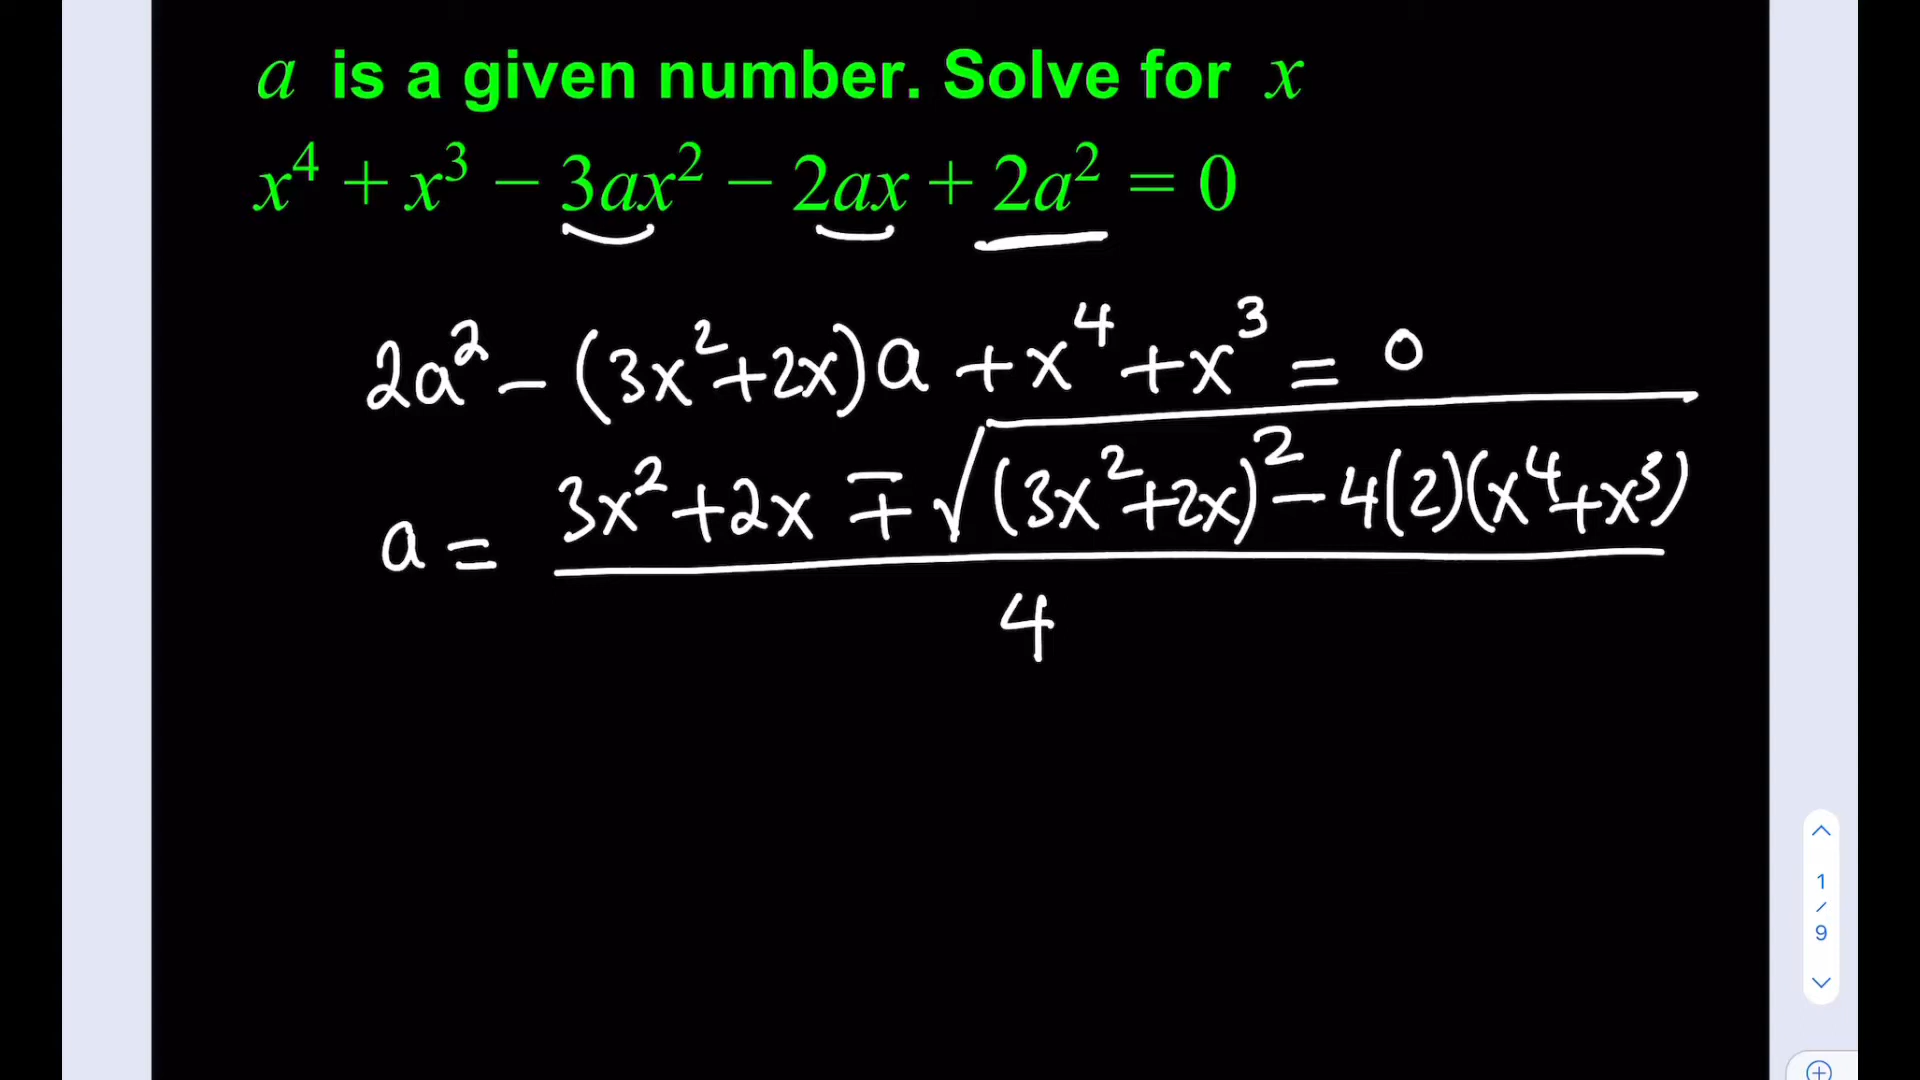 a is a given number. Solve for x
x⁴ + x³ − 3ax² − 2ax + 2a² = 0
2a² − (3x² + 2x)a + x⁴ + x³ = 0
a = (3x² + 2x ∓ √((3x² + 2x)² − 4(2)(x⁴ + x³))) / 4
1
/
9